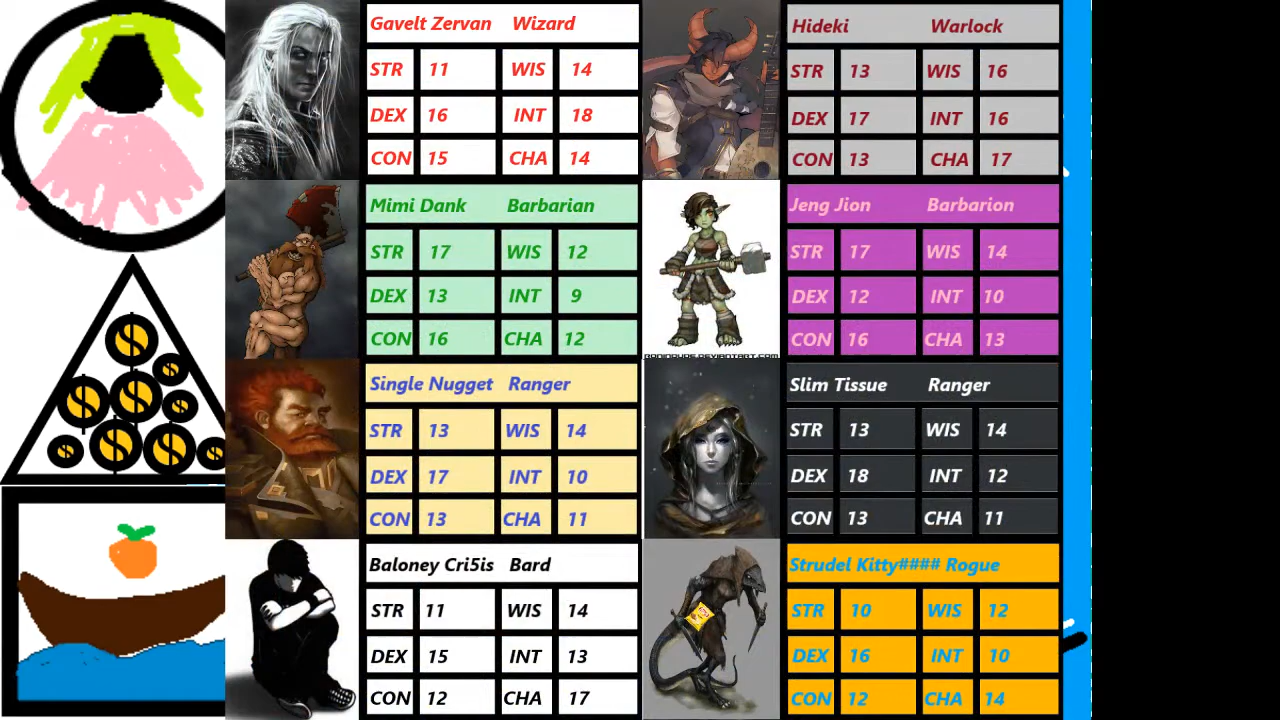 Gavelt Zervan Wizard
STR 11 WIS 14
DEX 16 INT 18
CON 15 CHA 14
Hideki Warlock
STR 13 WIS 16
DEX 17 INT 16
CON 13 CHA 17
Mimi Dank Barbarian
STR 17 WIS 12
DEX 13 INT 9
CON 16 CHA 12
Jeng Jion Barbarion
STR 17 WIS 14
DEX 12 INT 10
CON 16 CHA 13
Single Nugget Ranger
STR 13 WIS 14
DEX 17 INT 10
CON 13 CHA 11
Slim Tissue Ranger
STR 13 WIS 14
DEX 18 INT 12
CON 13 CHA 11
Baloney Cri5is Bard
STR 11 WIS 14
DEX 15 INT 13
CON 12 CHA 17
Strudel Kitty#### Rogue
STR 10 WIS 12
DEX 16 INT 10
CON 12 CHA 14
$
$
$ $ $
$ $ $ $